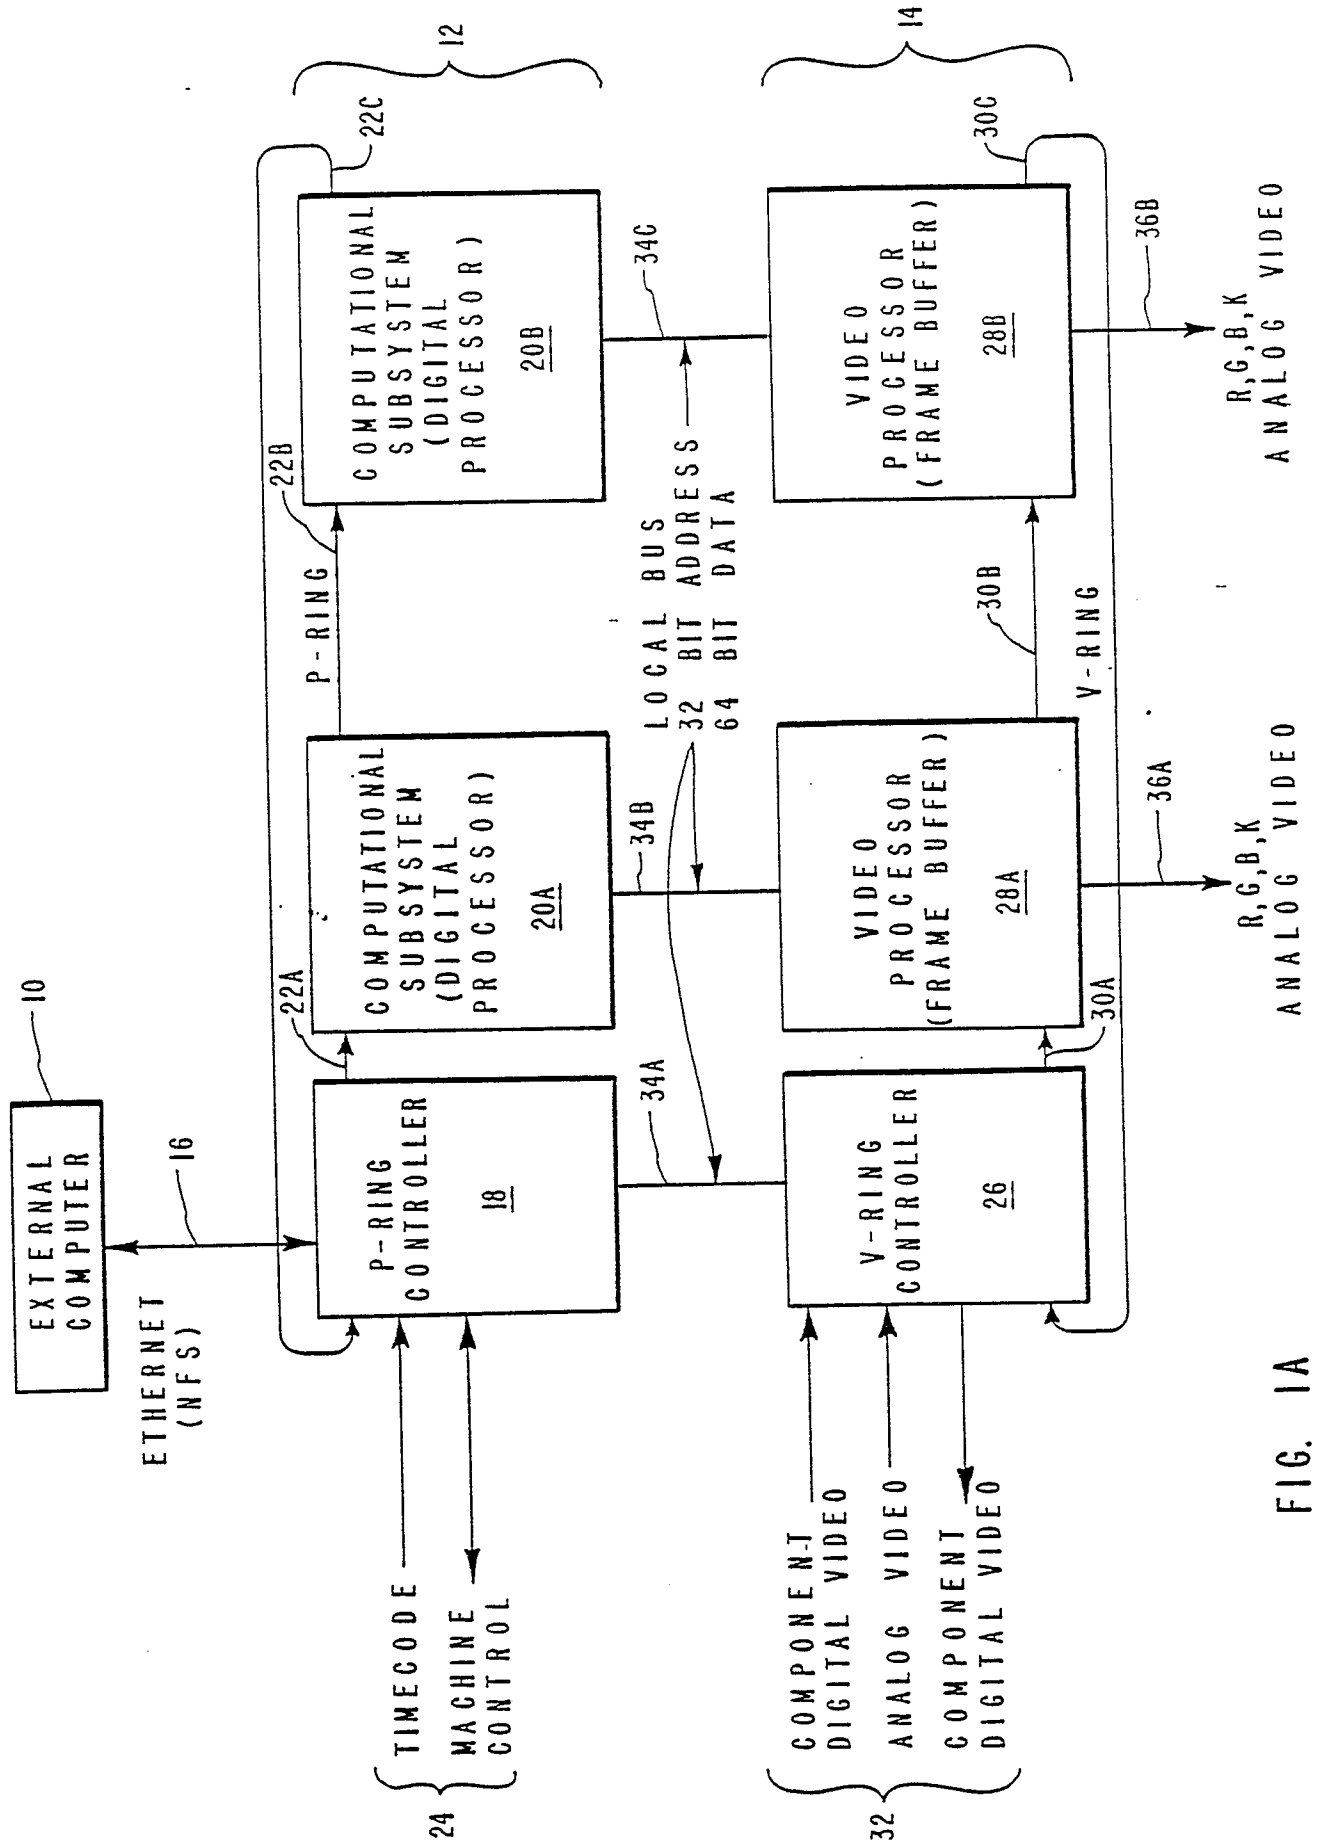 10
EXTERNAL
COMPUTER
16
ETHERNET
(NFS)
P-RING
CONTROLLER
18
22A
COMPUTATIONAL
SUBSYSTEM
(DIGITAL
PROCESSOR)
20A
P-RING
22B
COMPUTATIONAL
SUBSYSTEM
(DIGITAL
PROCESSOR)
20B
22C
12
TIMECODE
MACHINE
CONTROL
24
34A
34B
LOCAL BUS
32 BIT ADDRESS
64 BIT DATA
34C
COMPONENT
DIGITAL VIDEO
ANALOG VIDEO
COMPONENT
DIGITAL VIDEO
32
V-RING
CONTROLLER
26
30A
VIDEO
PROCESSOR
(FRAME BUFFER)
28A
30B
V-RING
VIDEO
PROCESSOR
(FRAME BUFFER)
28B
30C
14
36A
R,G,B,K
ANALOG VIDEO
36B
R,G,B,K
ANALOG VIDEO
FIG. 1A